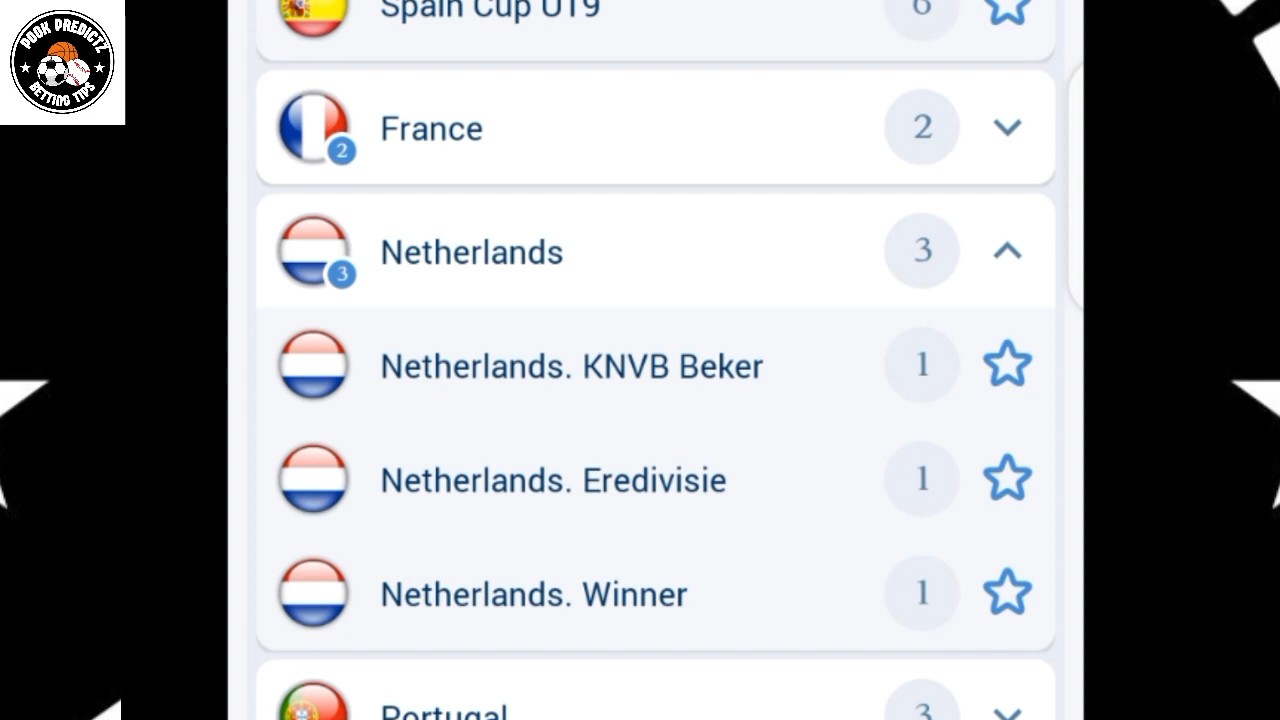 POOK PREDICTZ
BETTING TIPS
Spain Cup U19 6
France 2
2
Netherlands 3
3
Netherlands. KNVB Beker 1
Netherlands. Eredivisie 1
Netherlands. Winner 1
Portugal 3